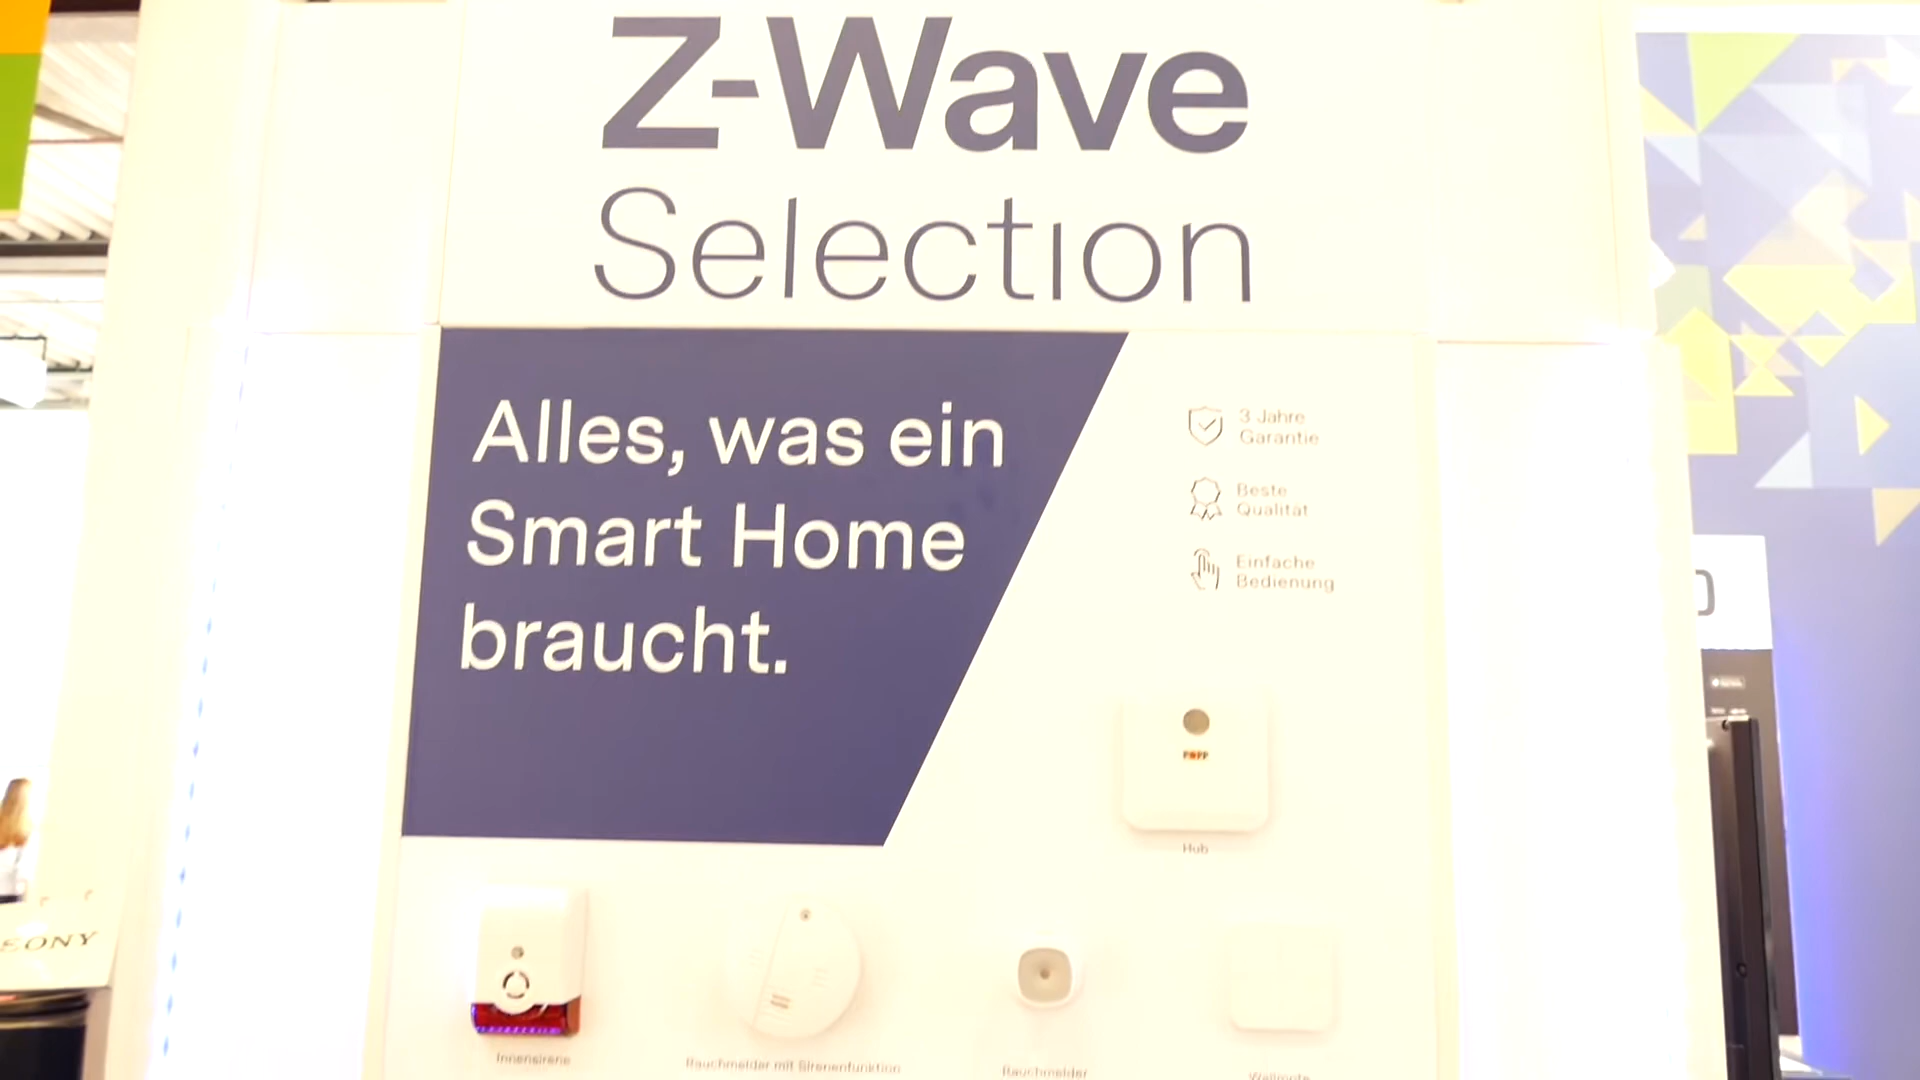 Z-Wave
Selection
Alles, was ein
Smart Home
braucht.
3 Jahre
Garantie
Beste
Qualität
Einfache
Bedienung
POPP
Hub
SONY
Innensirene
Rauchmelder mit Sirenenfunktion
Rauchmelder